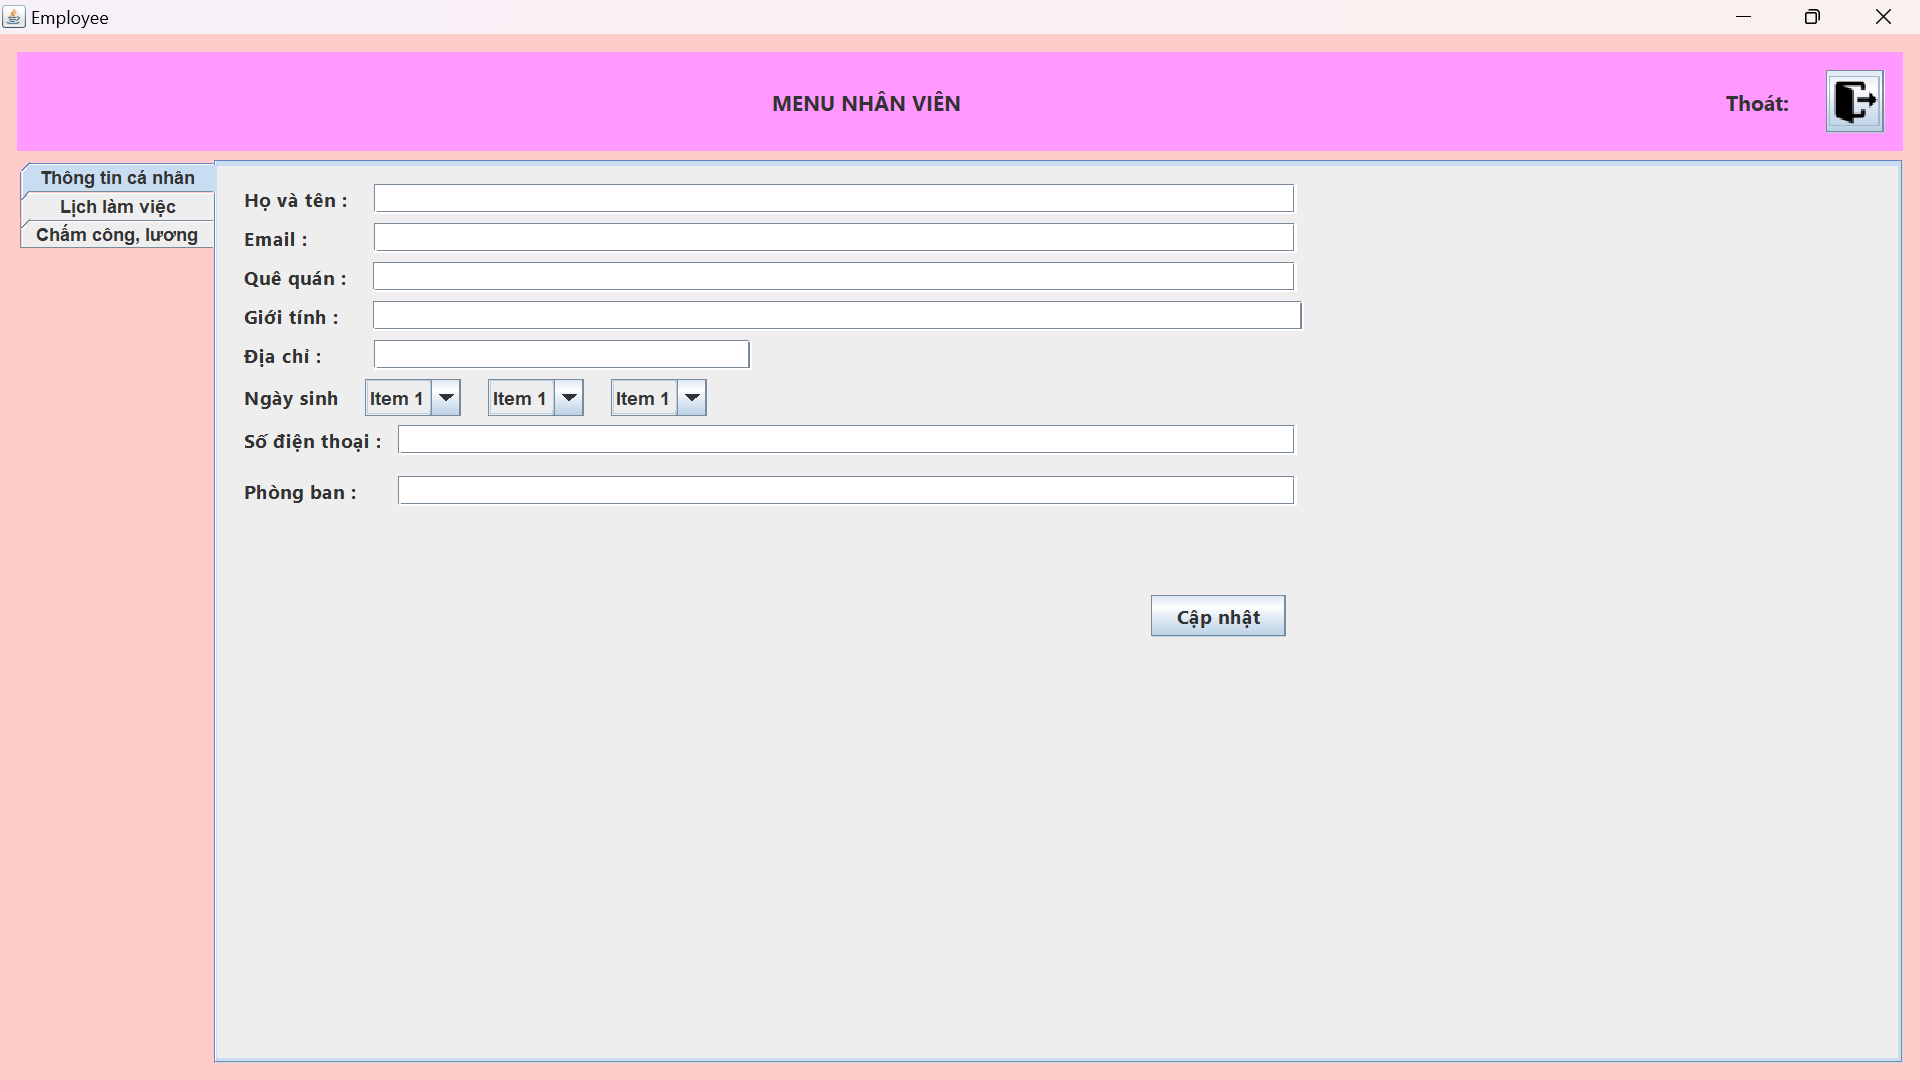 Employee
MENU NHÂN VIÊN
Thoát:
Thông tin cá nhân
Lịch làm việc
Chấm công, lương
Họ và tên :
Email :
Quê quán :
Giới tính :
Địa chỉ :
Ngày sinh Item 1 Item 1 Item 1
Số điện thoại :
Phòng ban :
Cập nhật